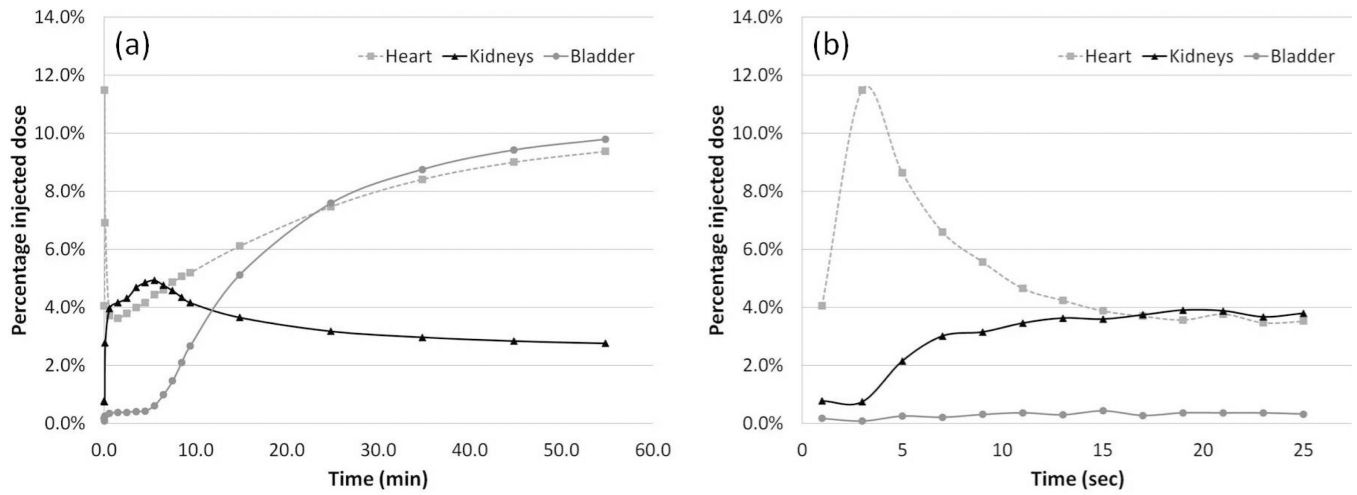 (a)
Heart Kidneys Bladder
Percentage injected dose
14.0%
12.0%
10.0%
8.0%
6.0%
4.0%
2.0%
0.0%
0.0 10.0 20.0 30.0 40.0 50.0 60.0
Time (min)
(b)
Heart Kidneys Bladder
Percentage injected dose
14.0%
12.0%
10.0%
8.0%
6.0%
4.0%
2.0%
0.0%
0 5 10 15 20 25
Time (sec)